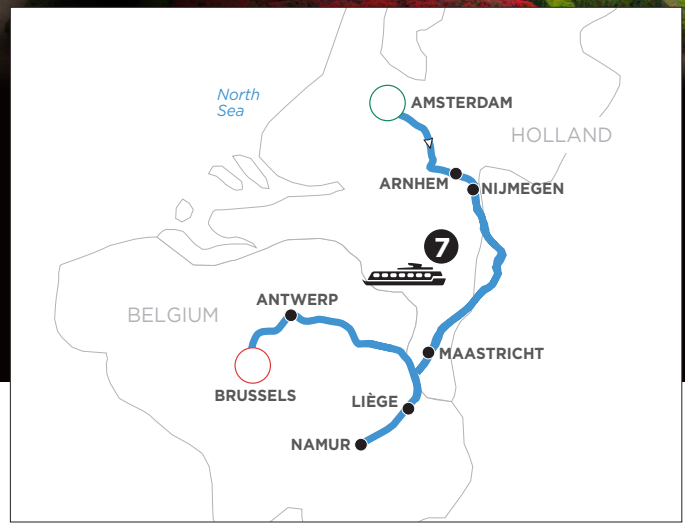 North
Sea
AMSTERDAM
HOLLAND
ARNHEM
NIJMEGEN
7
ANTWERP
BELGIUM
MAASTRICHT
BRUSSELS
LIÈGE
NAMUR